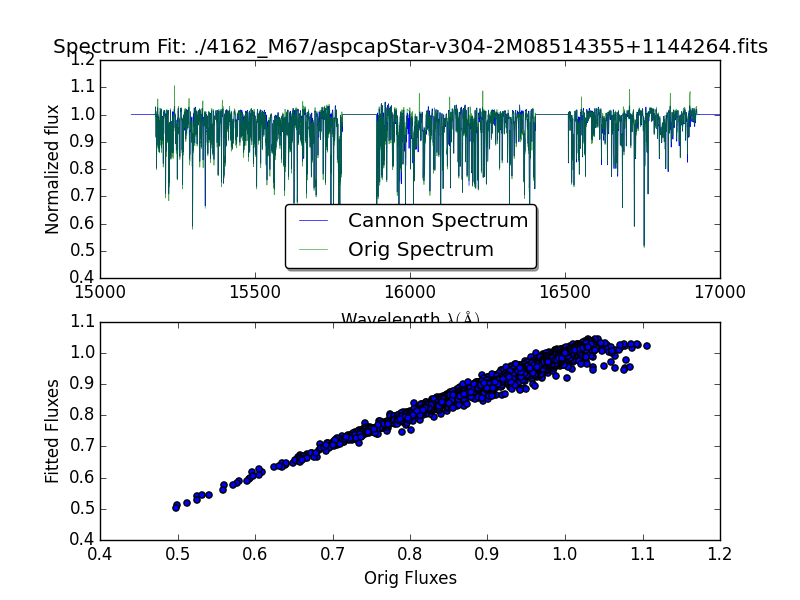 Spectrum Fit: ./4162_M67/aspcapStar-v304-2M08514355+1144264.fits
1.2
1.1
1.0
0.9
0.8
0.7
0.6
0.5
0.4
Normalized flux
Cannon Spectrum
Orig Spectrum
15000 15500 16000 16500 17000
Wavelength λ(Å)
1.1
1.0
0.9
0.8
0.7
0.6
0.5
0.4
Fitted Fluxes
0.4 0.5 0.6 0.7 0.8 0.9 1.0 1.1 1.2
Orig Fluxes